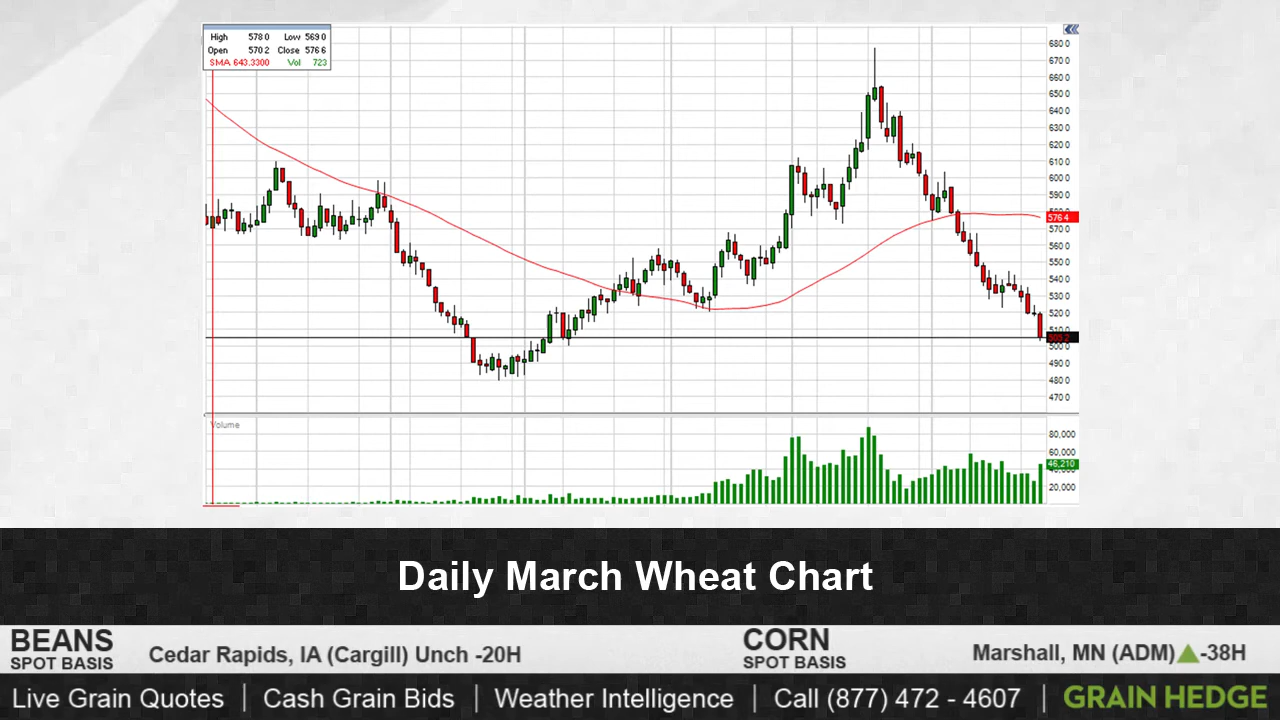 High 578 0 Low 569 0
Open 570 2 Close 576 6
SMA 643.3300 Vol 723
680 0
670 0
660 0
650 0
640 0
630 0
620 0
610 0
600 0
590 0
576 4
570 0
560 0
550 0
540 0
530 0
520 0
510 0
500 0
490 0
480 0
470 0
Volume
80,000
60,000
46,210
20,000
Daily March Wheat Chart
BEANS
SPOT BASIS
Cedar Rapids, IA (Cargill) Unch -20H
CORN
SPOT BASIS
Marshall, MN (ADM) -38H
Live Grain Quotes | Cash Grain Bids | Weather Intelligence | Call (877) 472 - 4607 | GRAIN HEDGE